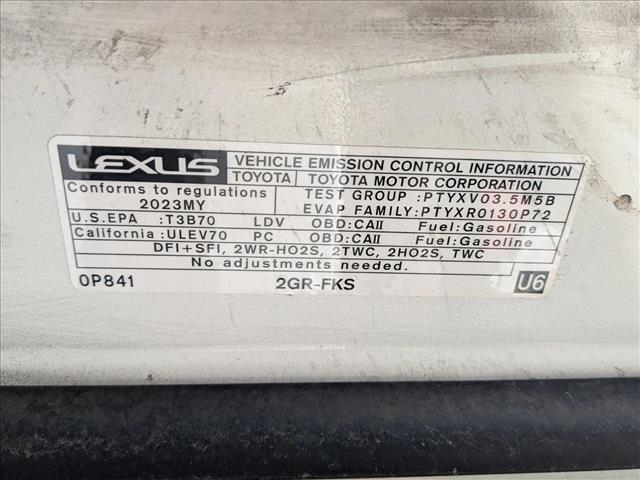 LEXUS VEHICLE EMISSION CONTROL INFORMATION
TOYOTA TOYOTA MOTOR CORPORATION
Conforms to regulations TEST GROUP :PTYXV03.5M5B
2023MY EVAP FAMILY:PTYXR0130P72
U.S.EPA :T3B70 LDV OBD:CAII Fuel:Gasoline
California:ULEV70 PC OBD:CAII Fuel:Gasoline
DFI+SFI, 2WR-HO2S, 2TWC, 2HO2S, TWC
No adjustments needed.
0P841 2GR-FKS U6